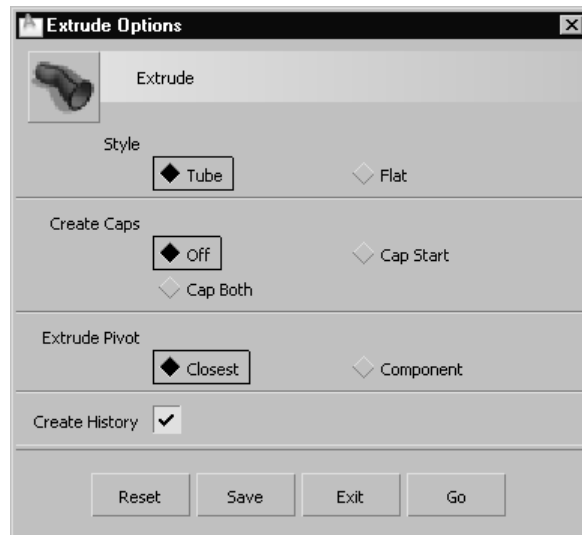 Extrude Options
Extrude
Style
Tube Flat
Create Caps
Off Cap Start
Cap Both
Extrude Pivot
Closest Component
Create History
Reset Save Exit Go